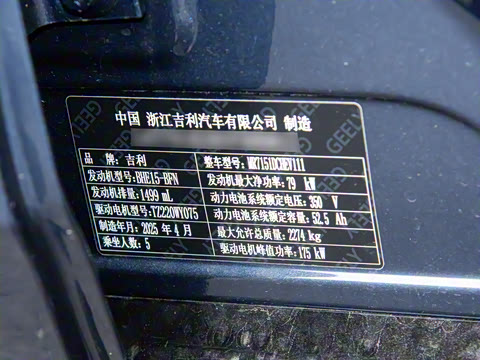 中国 浙江吉利汽车有限公司 制造
品 牌：吉利 整车型号：MR7151DCHEV111
发动机型号：BHE15-BFN 发动机最大净功率：79 kW
发动机排量：1499 mL 动力电池系统额定电压：350 V
驱动电机型号：TZ220WY075 动力电池系统额定容量：52.5 Ah
制造年月：2025 年 4 月 最大允许总质量：2274 kg
乘坐人数：5 驱动电机峰值功率：175 kW
GEELY